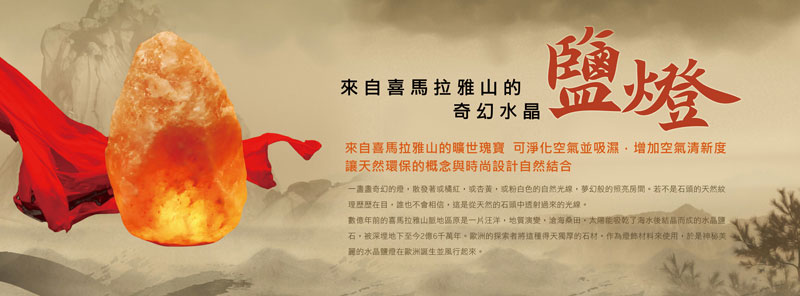 來自喜馬拉雅山的
奇幻水晶
鹽燈
來自喜馬拉雅山的曠世瑰寶 可淨化空氣並吸濕，增加空氣清新度
讓天然環保的概念與時尚設計自然結合
一盞盞奇幻的燈，散發著或橘紅，或杏黃，或粉白色的自然光線，夢幻般的照亮房間。若不是石頭的天然紋
理歷歷在目。誰也不會相信，這是從天然的石頭中透射過來的光線。
數億年前的喜馬拉雅山脈地區原是一片汪洋，地質演變，滄海桑田，太陽能吸乾了海水後結晶而成的水晶鹽
石。被深埋地下至今2億6千萬年。歐洲的探索者將這種得天獨厚的石材，作為燈飾材料來使用，於是神秘美
麗的水晶鹽燈在歐洲誕生並風行起來。